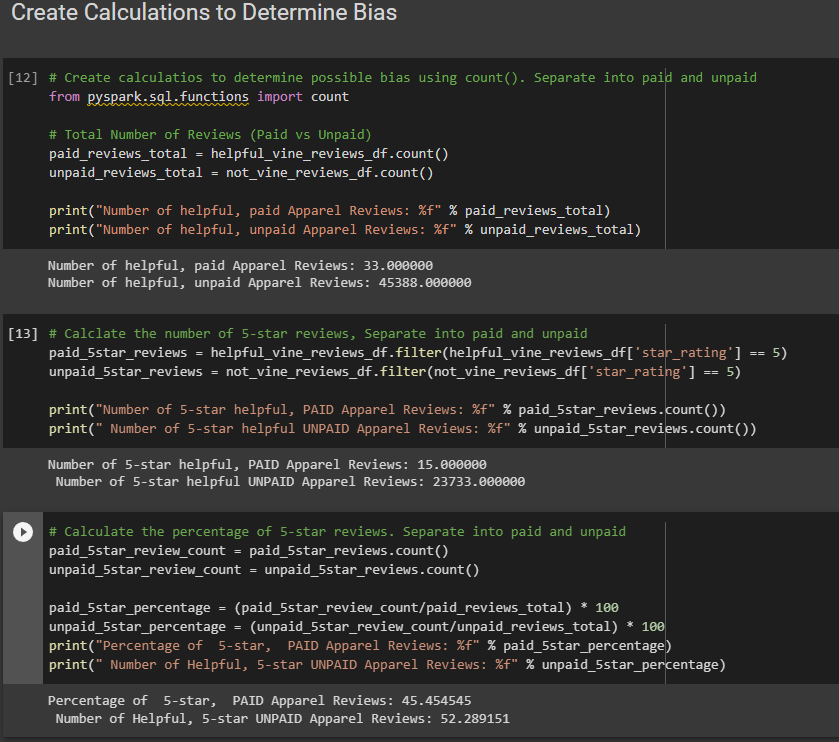 Create Calculations to Determine Bias
[12] # Create calculatios to determine possible bias using count(). Separate into paid and unpaid
from pyspark.sql.functions import count
# Total Number of Reviews (Paid vs Unpaid)
paid_reviews_total = helpful_vine_reviews_df.count()
unpaid_reviews_total = not_vine_reviews_df.count()
print("Number of helpful, paid Apparel Reviews: %f" % paid_reviews_total)
print("Number of helpful, unpaid Apparel Reviews: %f" % unpaid_reviews_total)
Number of helpful, paid Apparel Reviews: 33.000000
Number of helpful, unpaid Apparel Reviews: 45388.000000
[13] # Calclate the number of 5-star reviews, Separate into paid and unpaid
paid_5star_reviews = helpful_vine_reviews_df.filter(helpful_vine_reviews_df['star_rating'] == 5)
unpaid_5star_reviews = not_vine_reviews_df.filter(not_vine_reviews_df['star_rating'] == 5)
print("Number of 5-star helpful, PAID Apparel Reviews: %f" % paid_5star_reviews.count())
print(" Number of 5-star helpful UNPAID Apparel Reviews: %f" % unpaid_5star_reviews.count())
Number of 5-star helpful, PAID Apparel Reviews: 15.000000
 Number of 5-star helpful UNPAID Apparel Reviews: 23733.000000
# Calculate the percentage of 5-star reviews. Separate into paid and unpaid
paid_5star_review_count = paid_5star_reviews.count()
unpaid_5star_review_count = unpaid_5star_reviews.count()
paid_5star_percentage = (paid_5star_review_count/paid_reviews_total) * 100
unpaid_5star_percentage = (unpaid_5star_review_count/unpaid_reviews_total) * 100
print("Percentage of  5-star,  PAID Apparel Reviews: %f" % paid_5star_percentage)
print(" Number of Helpful, 5-star UNPAID Apparel Reviews: %f" % unpaid_5star_percentage)
Percentage of  5-star,  PAID Apparel Reviews: 45.454545
 Number of Helpful, 5-star UNPAID Apparel Reviews: 52.289151